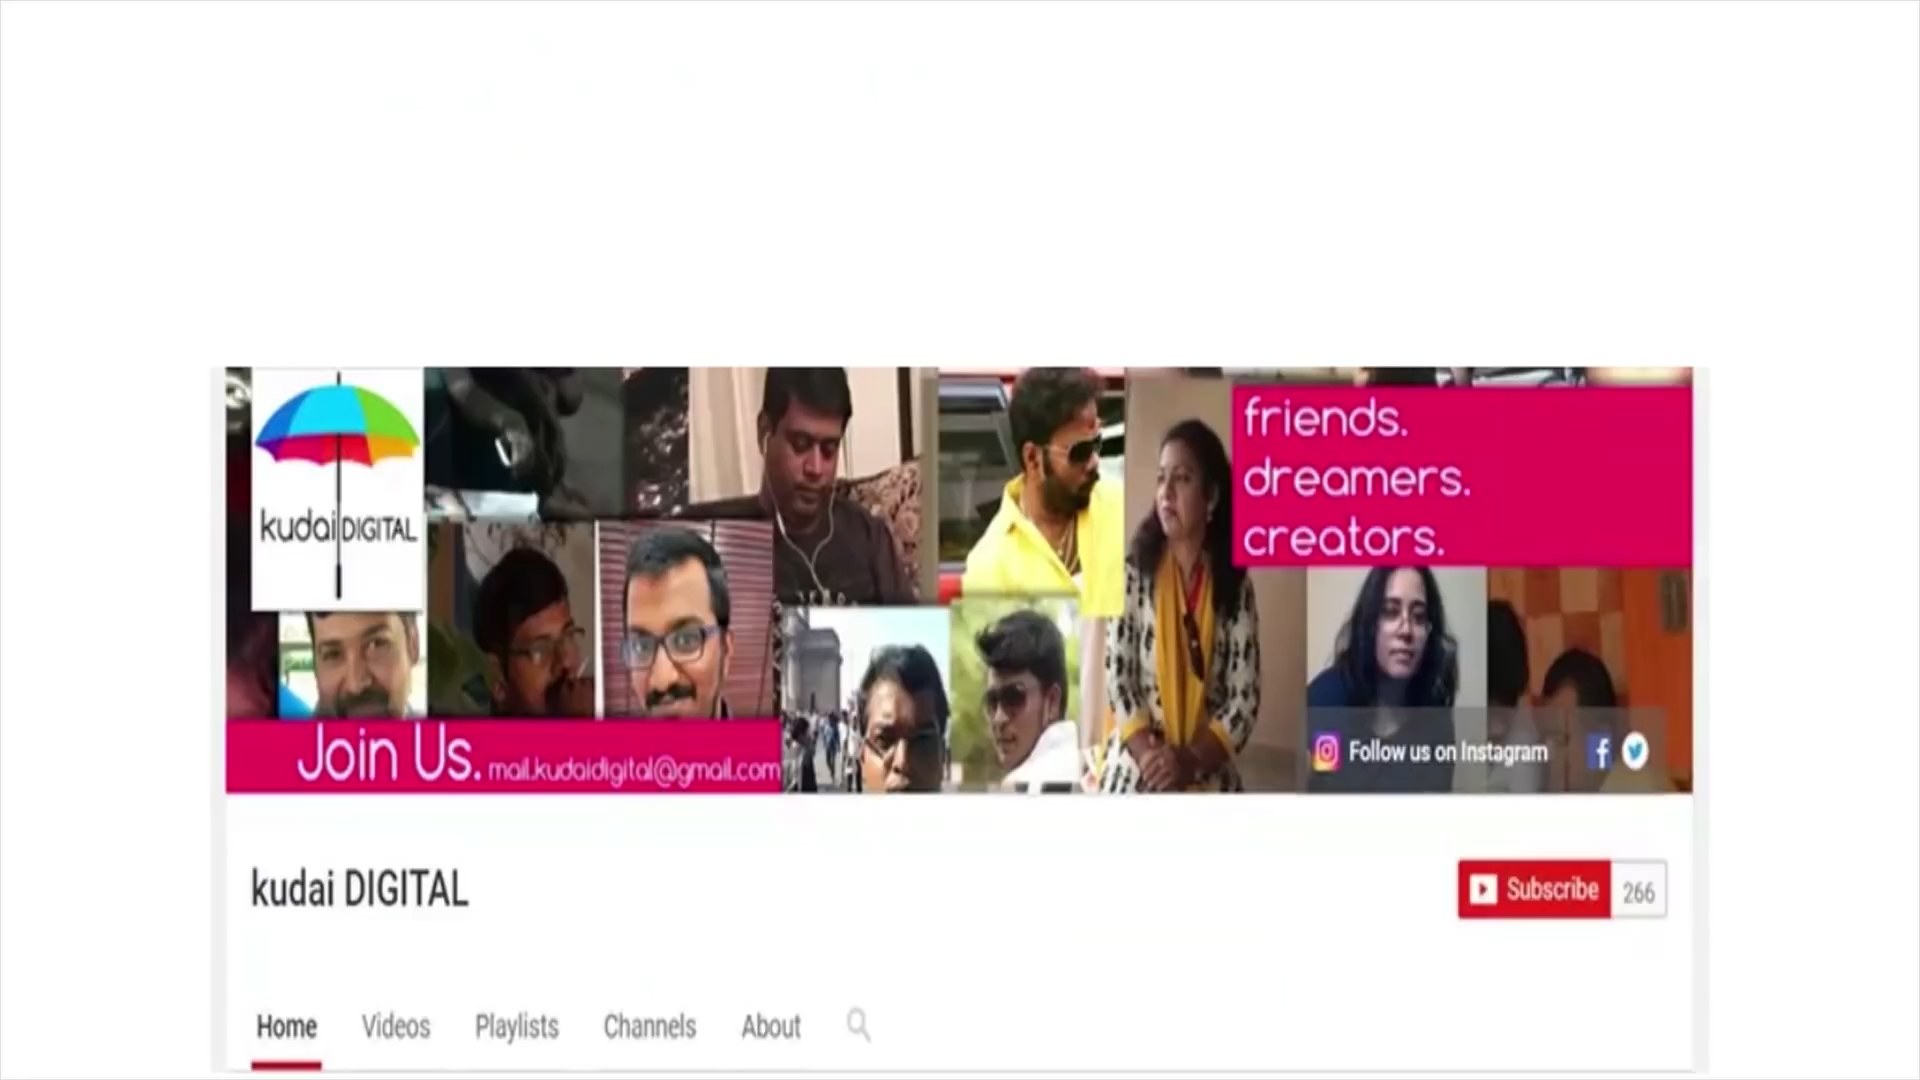 kudai DIGITAL
friends.
dreamers.
creators.
Join Us. mail.kudaidigital@gmail.com
Follow us on Instagram
kudai DIGITAL
Subscribe 266
Home Videos Playlists Channels About